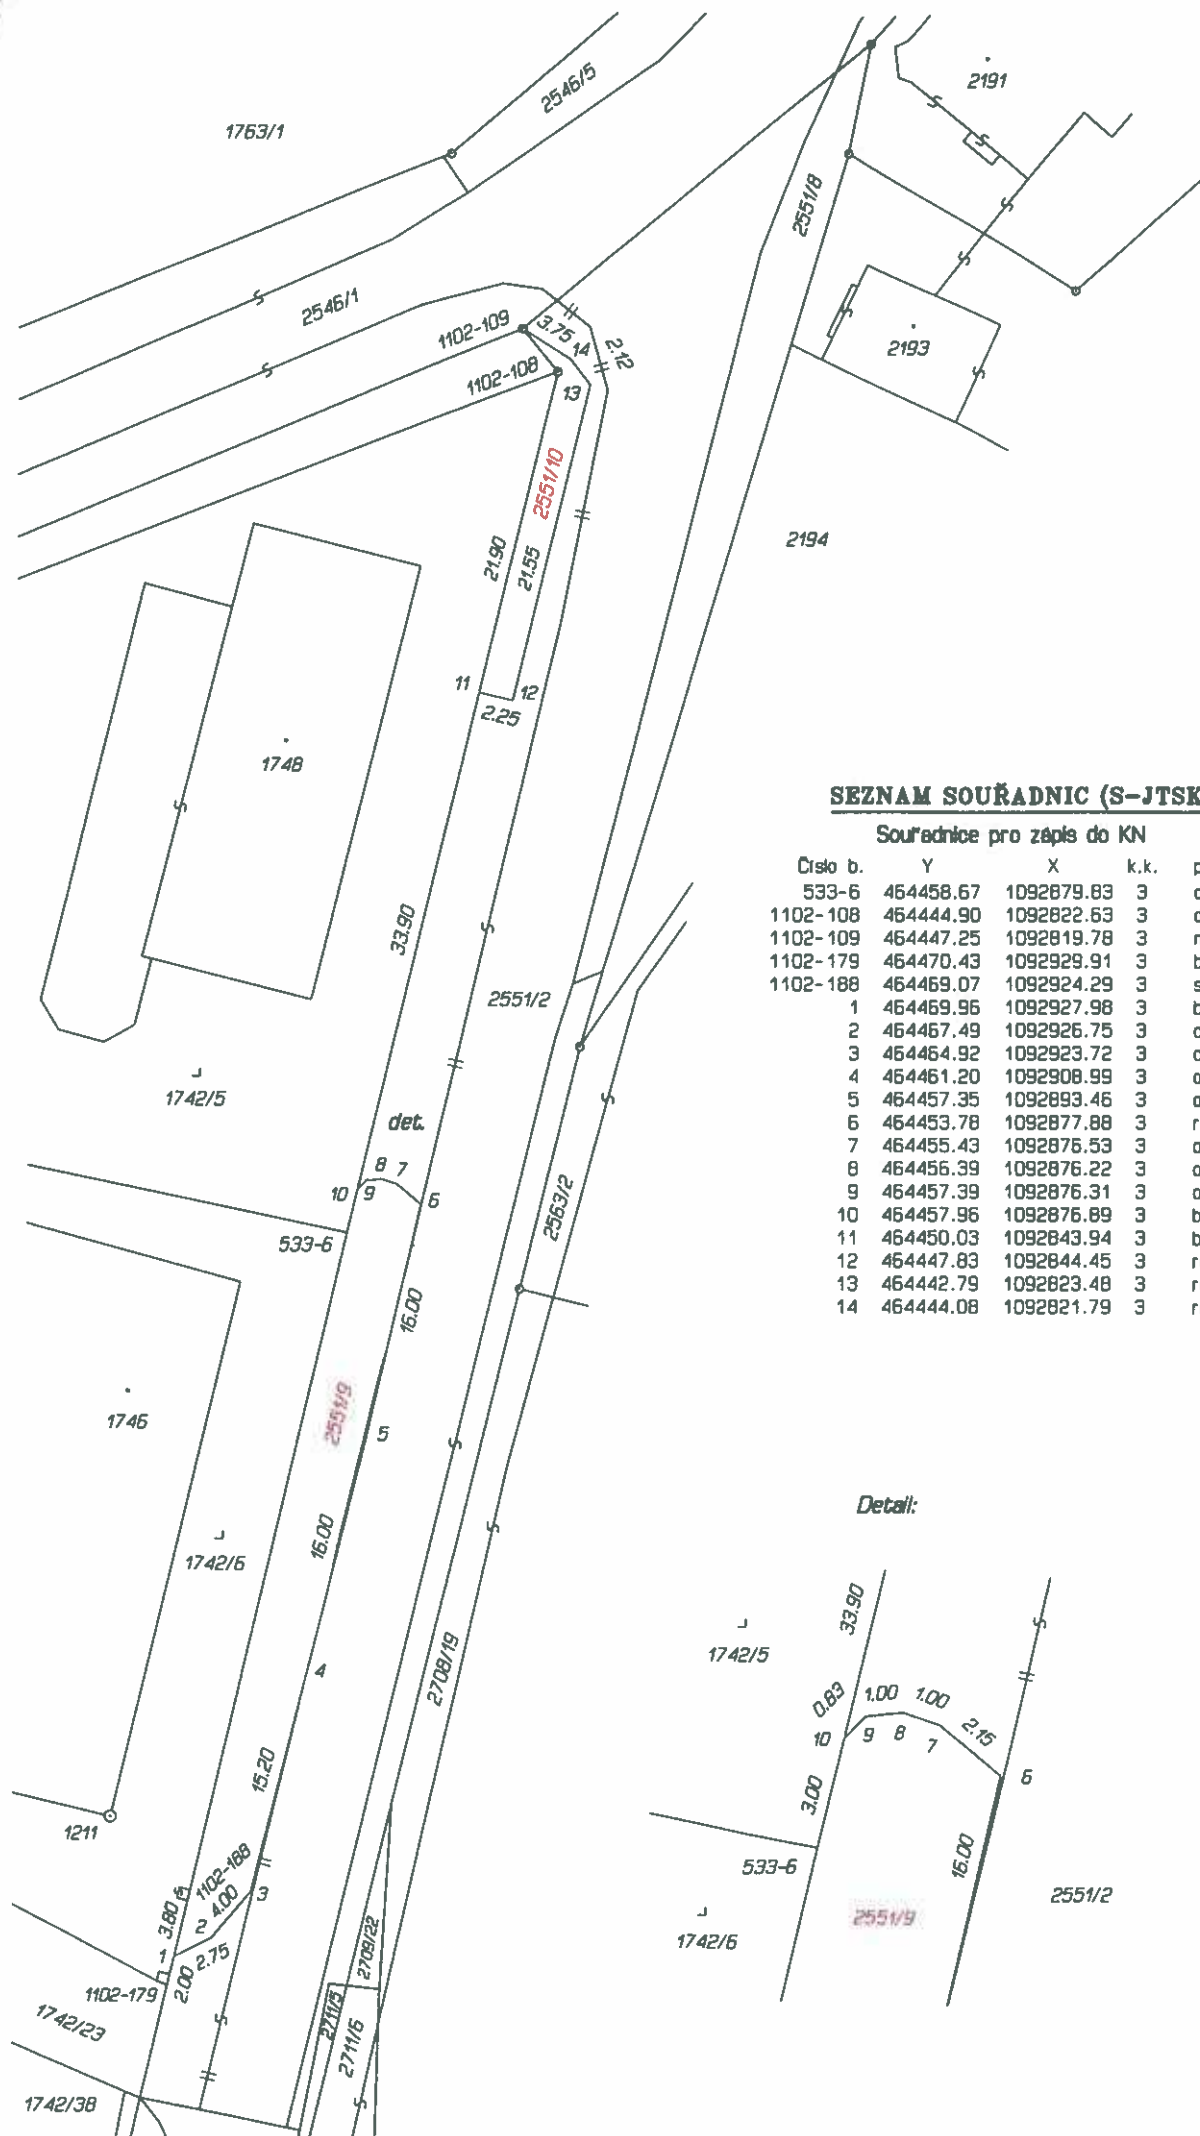 2191
2546/5
1763/1
2551/8
2546/1
1102-109
3.75
14
2.12
2193
1102-108
13
2551/10
2194
21.90
21.55
11
12
2.25
1748
SEZNAM SOUŘADNIC (S-JTSK
Souřadnice pro zápis do KN
Číslo b. Y X k.k. p
533-6 464458.67 1092879.83 3
1102-108 464444.90 1092822.63 3
1102-109 464447.25 1092819.78 3
1102-179 464470.43 1092929.91 3
1102-188 464469.07 1092924.29 3
1 464469.96 1092927.98 3
2 464467.49 1092926.75 3
3 464464.92 1092923.72 3
4 464461.20 1092908.99 3
5 464457.35 1092893.46 3
6 464453.78 1092877.88 3
7 464455.43 1092876.53 3
8 464456.39 1092876.22 3
9 464457.39 1092876.31 3
10 464457.96 1092876.89 3
11 464450.03 1092843.94 3
12 464447.83 1092844.45 3
13 464442.79 1092823.48 3
14 464444.08 1092821.79 3
33.90
2551/2
1742/5
det.
8 7
10 9 6
533-6
2563/2
16.00
2551/9
1746
5
16.00
1742/6
4
2708/19
15.20
1211
1102-188
4.00
3
3.80
2
1
2.75
2.00
1102-179
2709/22
1742/23
2711/5
2711/6
1742/38
Detail:
33.90
1742/5
0.83
1.00
1.00
2.15
10 9 8 7
6
3.00
533-6
16.00
2551/9
2551/2
1742/6